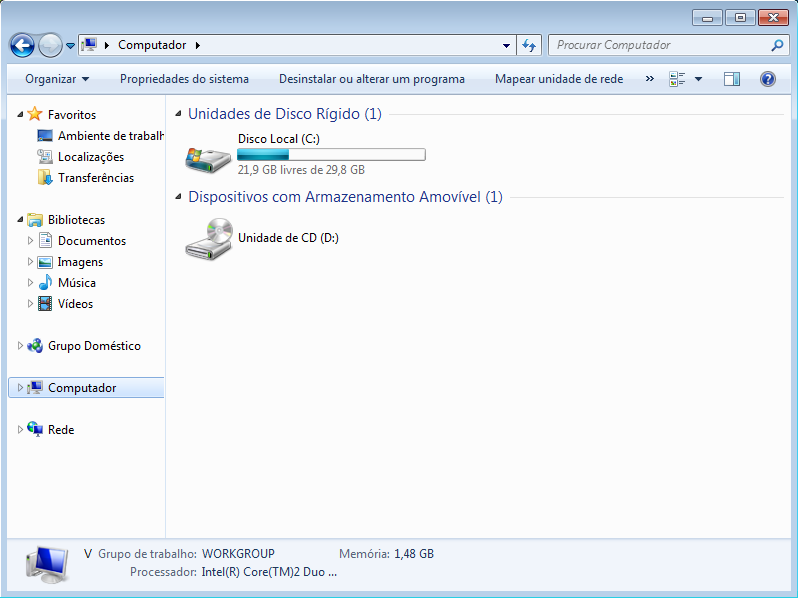 Computador
Procurar Computador
Organizar
Propriedades do sistema
Desinstalar ou alterar um programa
Mapear unidade de rede
»
Favoritos
Ambiente de trabalh
Localizações
Transferências
Bibliotecas
Documentos
Imagens
Música
Vídeos
Grupo Doméstico
Computador
Rede
Unidades de Disco Rígido (1)
Disco Local (C:)
21,9 GB livres de 29,8 GB
Dispositivos com Armazenamento Amovível (1)
Unidade de CD (D:)
V Grupo de trabalho: WORKGROUP Memória: 1,48 GB
Processador: Intel(R) Core(TM)2 Duo ...